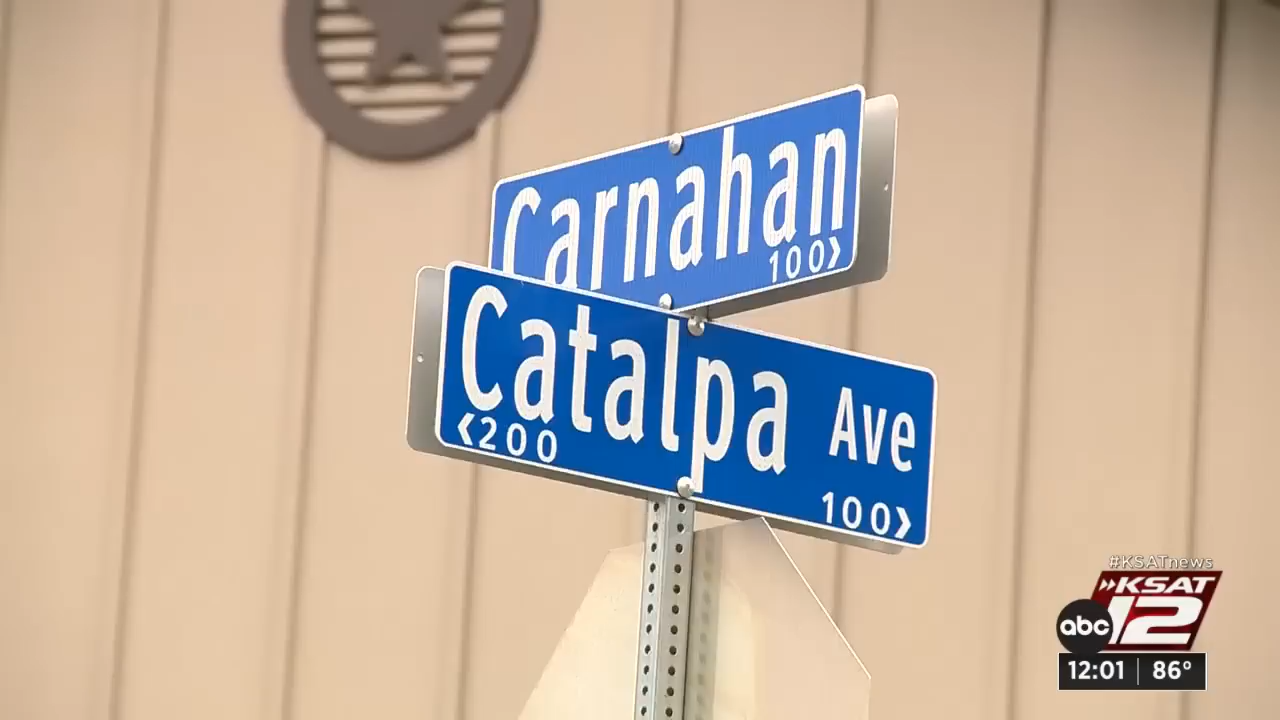 Carnahan
100>
Catalpa Ave
<200
100>
#KSATnews
KSAT
abc 12
12:01 86°